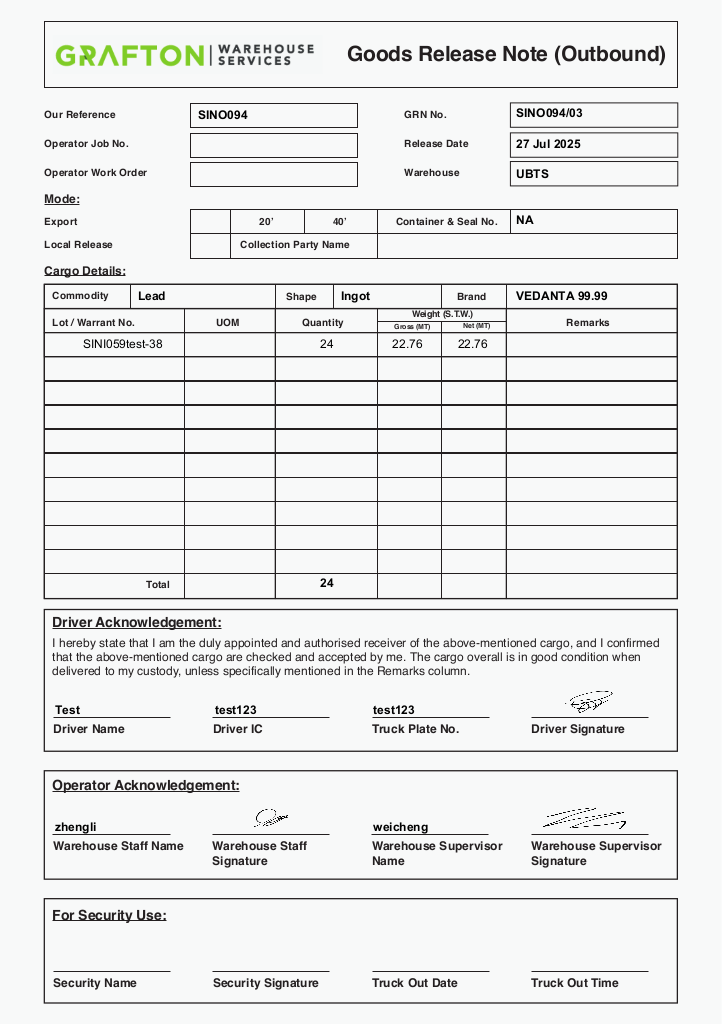 GRAFTON | WAREHOUSE SERVICES
Goods Release Note (Outbound)
Our Reference SINO094 GRN No. SINO094/03
Operator Job No. Release Date 27 Jul 2025
Operator Work Order Warehouse UBTS
Mode:
Export 20' 40' Container & Seal No. NA
Local Release Collection Party Name
Cargo Details:
Commodity Lead Shape Ingot Brand VEDANTA 99.99
Lot / Warrant No. UOM Quantity Weight (S.T.W.) Remarks
Gross (MT) Net (MT)
SINI059test-38 24 22.76 22.76
Total 24
Driver Acknowledgement:
I hereby state that I am the duly appointed and authorised receiver of the above-mentioned cargo, and I confirmed
that the above-mentioned cargo are checked and accepted by me. The cargo overall is in good condition when
delivered to my custody, unless specifically mentioned in the Remarks column.
Test test123 test123
Driver Name Driver IC Truck Plate No. Driver Signature
Operator Acknowledgement:
zhengli weicheng
Warehouse Staff Name Warehouse Staff Signature Warehouse Supervisor Name Warehouse Supervisor Signature
For Security Use:
Security Name Security Signature Truck Out Date Truck Out Time